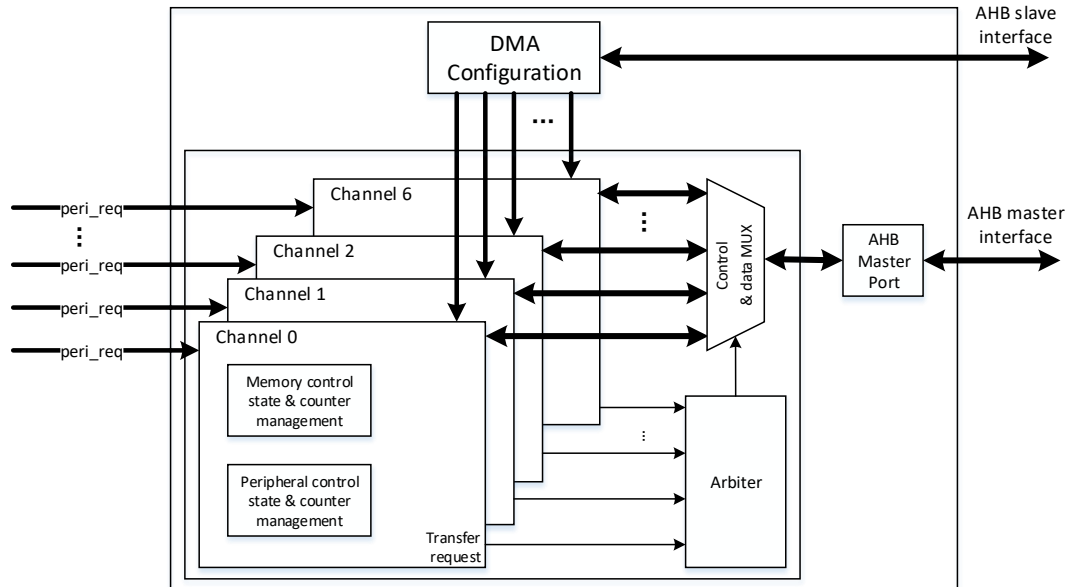 AHB slave
interface
DMA
Configuration
...
Channel 6
peri_req
...
...
Channel 2
peri_req
Channel 1
peri_req
Channel 0
peri_req
Control
& data MUX
AHB
Master
Port
AHB master
interface
Memory control
state & counter
management
...
Arbiter
Peripheral control
state & counter
management
Transfer
request